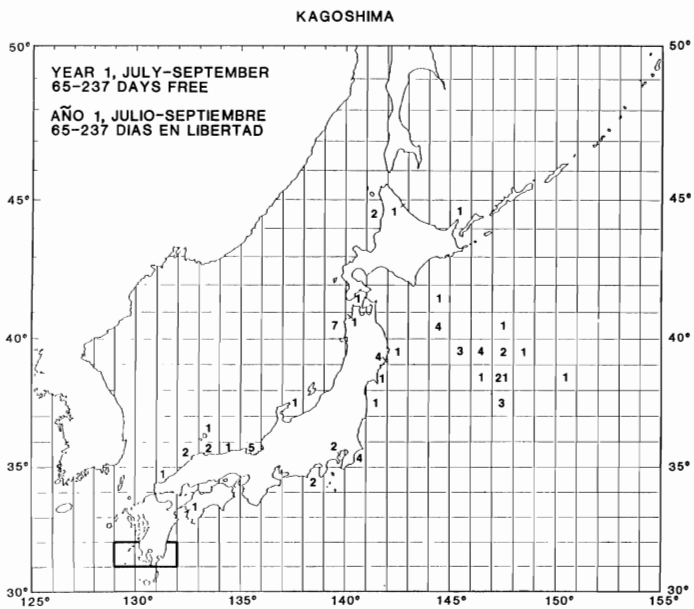 KAGOSHIMA
50° 50°
YEAR 1, JULY-SEPTEMBER
65-237 DAYS FREE
AÑO 1, JULIO-SEPTIEMBRE
65-237 DIAS EN LIBERTAD
45° 45°
2 1 1
1 1
7 1 4 1
40° 40°
4 1 3 4 2 1
1 1 21 1
1 1 3
1
2 2 1 5 2
4
35° 35°
1
2
1
30° 30°
125° 130° 135° 140° 145° 150° 155°